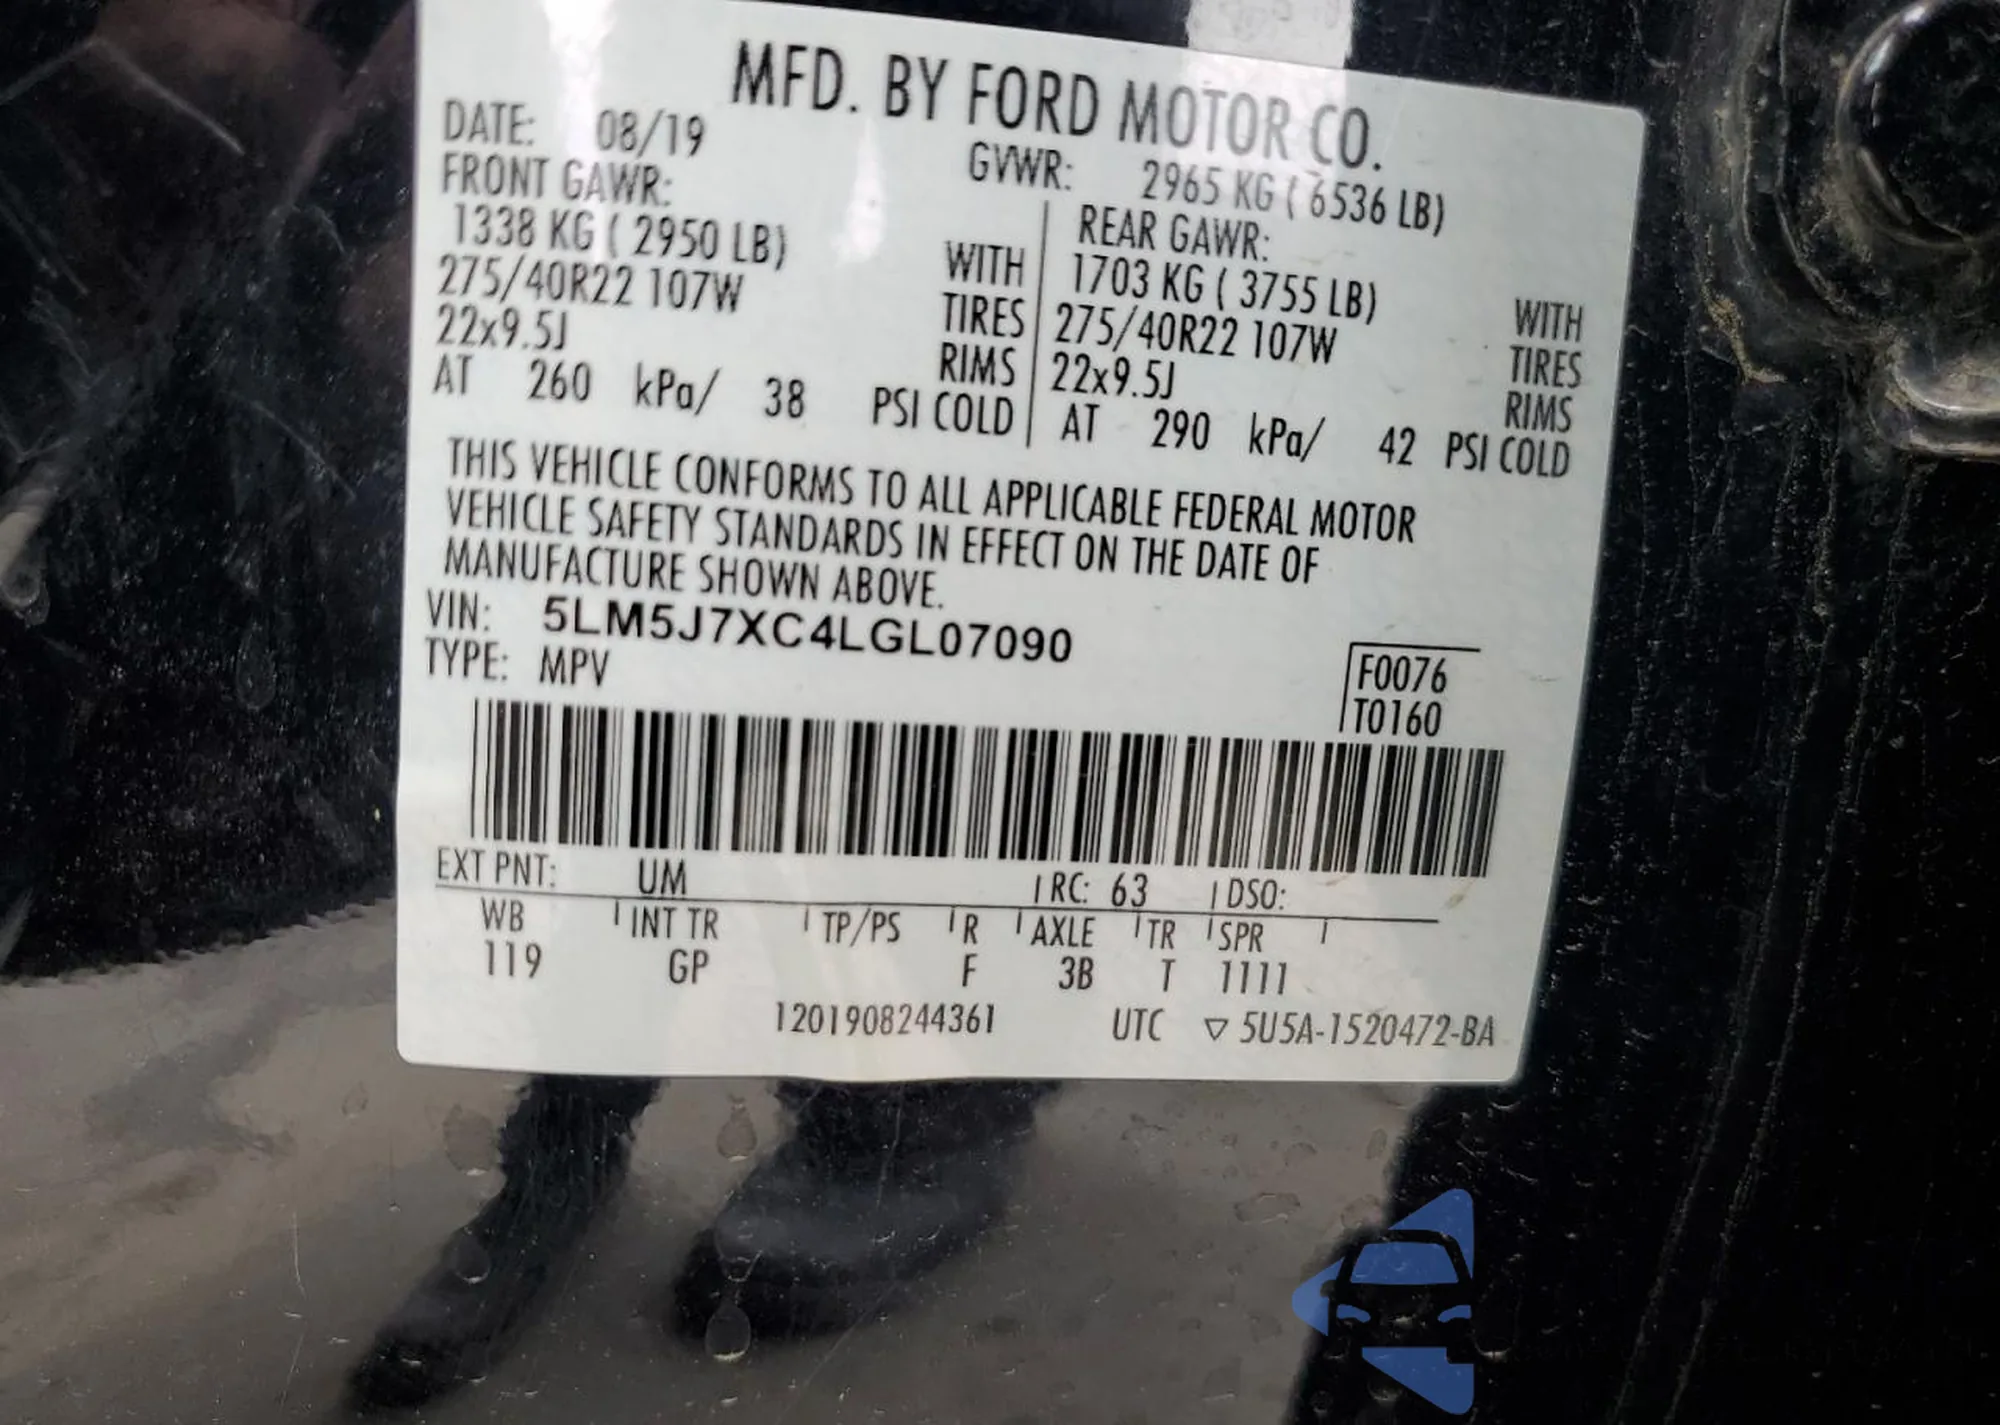 MFD. BY FORD MOTOR CO.
DATE: 08/19 GVWR: 2965 KG ( 6536 LB)
FRONT GAWR: REAR GAWR:
1338 KG ( 2950 LB) WITH 1703 KG ( 3755 LB) WITH
275/40R22 107W TIRES 275/40R22 107W TIRES
22x9.5J RIMS 22x9.5J RIMS
AT 260 kPa/ 38 PSI COLD AT 290 kPa/ 42 PSI COLD
THIS VEHICLE CONFORMS TO ALL APPLICABLE FEDERAL MOTOR
VEHICLE SAFETY STANDARDS IN EFFECT ON THE DATE OF
MANUFACTURE SHOWN ABOVE.
VIN: 5LM5J7XC4LGL07090
TYPE: MPV
F0076
T0160
EXT PNT: UM RC: 63 DSO:
WB INT TR TP/PS R AXLE TR SPR
119 GP F 3B T 1111
1201908244361 UTC ▽ 5U5A-1520472-BA